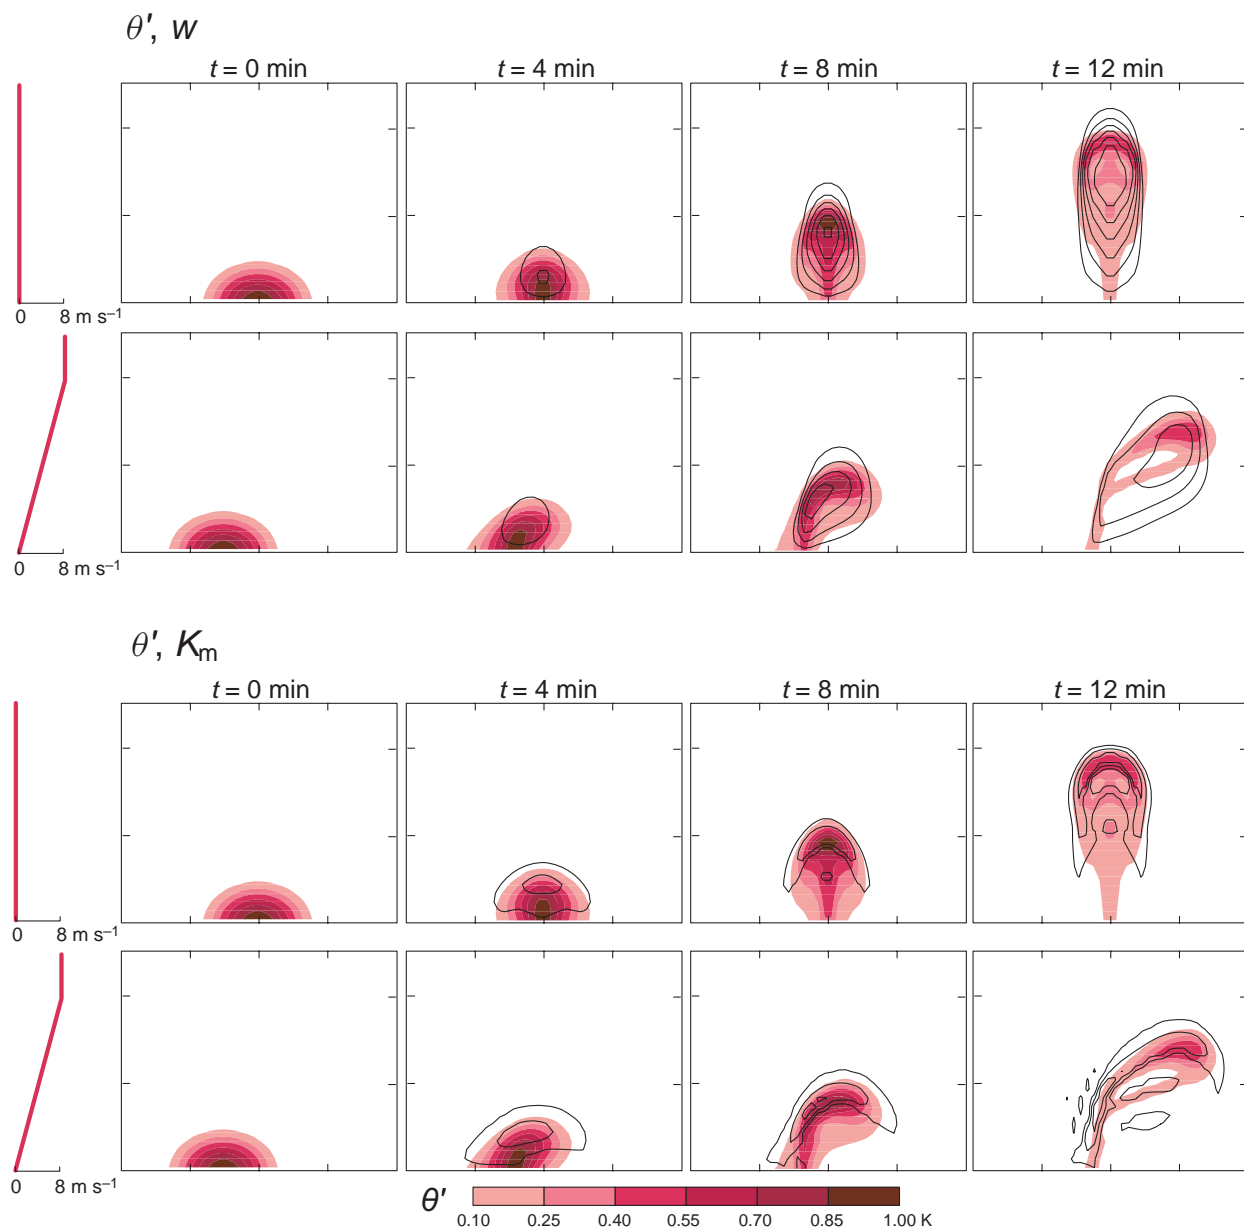 θ′, w
t = 0 min t = 4 min t = 8 min t = 12 min
0 8 m s⁻¹
0 8 m s⁻¹
θ′, Kₘ
t = 0 min t = 4 min t = 8 min t = 12 min
0 8 m s⁻¹
0 8 m s⁻¹
θ′
0.10 0.25 0.40 0.55 0.70 0.85 1.00 K